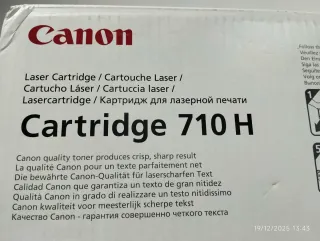 Canon
Laser Cartridge / Cartouche Laser /
Cartucho Láser / Cartuccia laser /
Lasercartridge / Картридж для лазерной печати
Cartridge 710 H
Canon quality toner produces crisp, sharp result
La qualité Canon pour un texte parfaitement net
Die bewährte Canon-Qualität für laserscharfen Text
Calidad Canon que garantiza un texto de gran nitidez
Qualità Canon in grado di realizzare un testo nitidissimo
Canon kwaliteit voor meesterlijk scherpe tekst
Качество Canon - гарантия совершенно четкого текста
19/12/2025 13:43